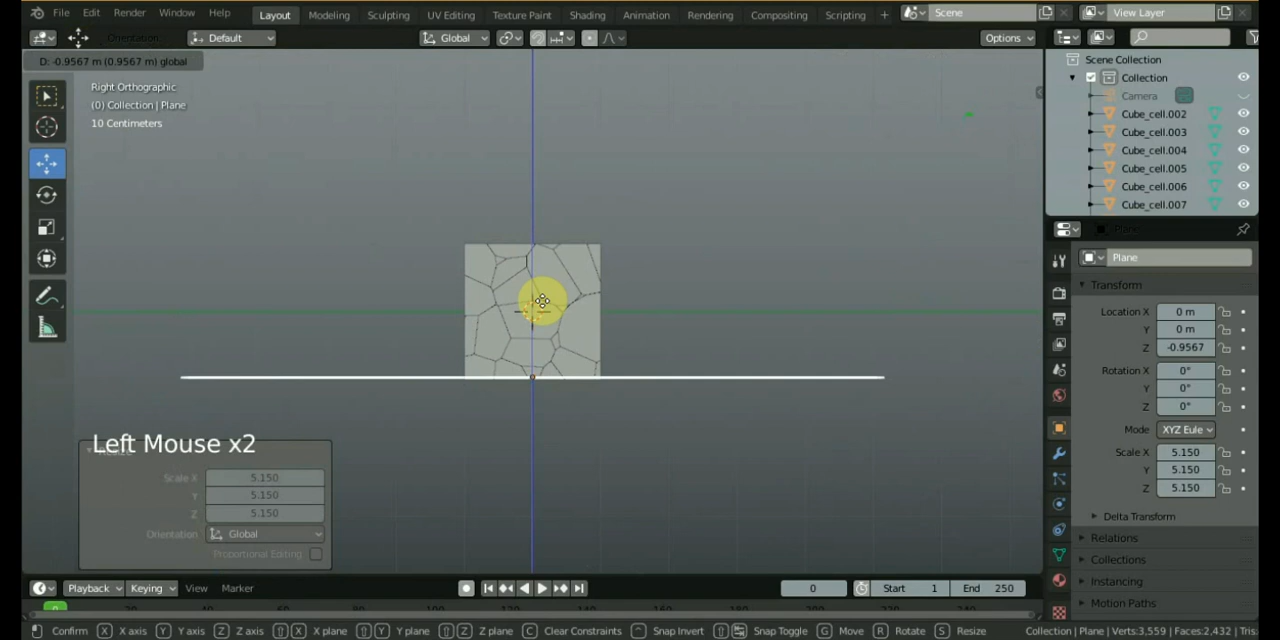 File Edit Render Window Help Layout Modeling Sculpting UV Editing Texture Paint Shading Animation Rendering Compositing Scripting + Scene View Layer
Orientation: Default Global Options
D: -0.9567 m (0.9567 m) global
Right Orthographic
(0) Collection | Plane
10 Centimeters
Scene Collection
Collection
Camera
Cube_cell.002
Cube_cell.003
Cube_cell.004
Cube_cell.005
Cube_cell.006
Cube_cell.007
Plane
Plane
Transform
Location X 0 m
Y 0 m
Z -0.9567
Rotation X 0°
Y 0°
Z 0°
Mode XYZ Eule
Scale X 5.150
Y 5.150
Z 5.150
Delta Transform
Relations
Collections
Instancing
Motion Paths
Left Mouse x2
Scale X 5.150
Y 5.150
Z 5.150
Orientation Global
Proportional Editing
Playback Keying View Marker 0 Start 1 End 250
Confirm X X axis Y Y axis Z Z axis X X plane Y Y plane Z Z plane C Clear Constraints Snap Invert Snap Toggle G Move R Rotate S Resize Collection | Plane | Verts:3,559 | Faces:2,432 | Tris: